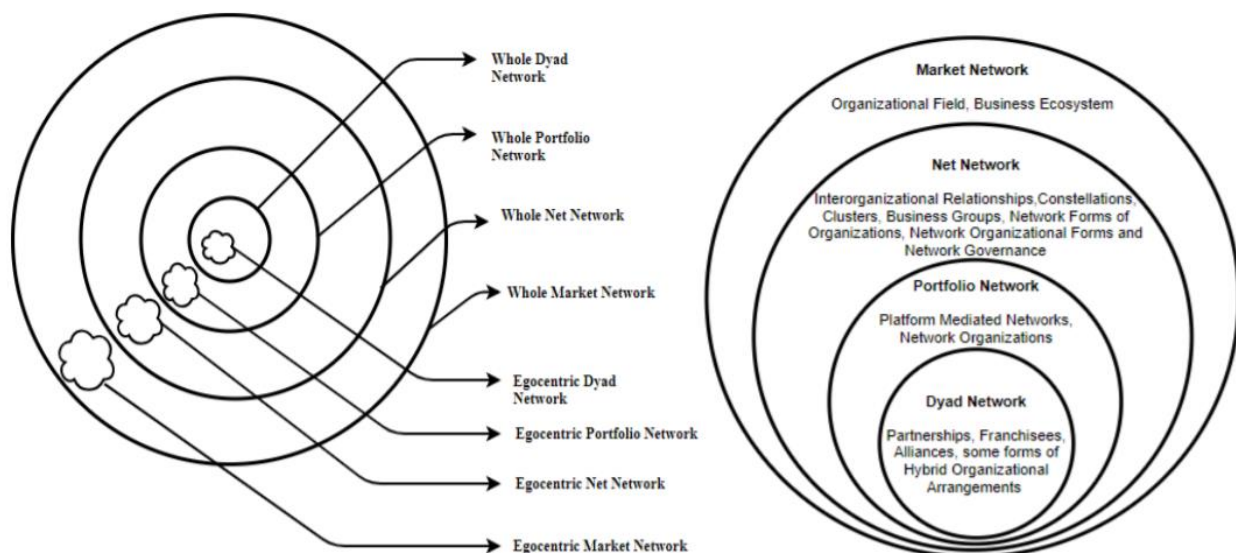 Whole Dyad
Network
Whole Portfolio
Network
Whole Net Network
Whole Market Network
Egocentric Dyad
Network
Egocentric Portfolio Network
Egocentric Net Network
Egocentric Market Network
Market Network
Organizational Field, Business Ecosystem
Net Network
Interorganizational Relationships,Constellations,
Clusters, Business Groups, Network Forms of
Organizations, Network Organizational Forms and
Network Governance
Portfolio Network
Platform Mediated Networks,
Network Organizations
Dyad Network
Partnerships, Franchisees,
Alliances, some forms of
Hybrid Organizational
Arrangements